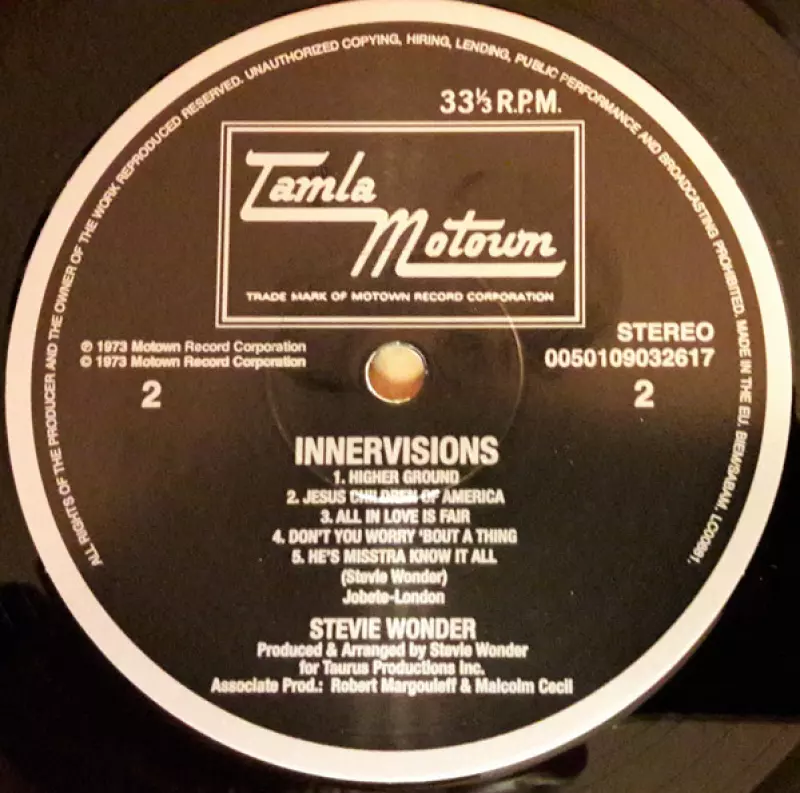 ALL RIGHTS OF THE PRODUCER AND THE OWNER OF THE WORK REPRODUCED RESERVED. UNAUTHORIZED COPYING, HIRING, LENDING, PUBLIC PERFORMANCE AND BROADCASTING PROHIBITED. MADE IN THE EU. BIEM/SABAM. LC00881.
33⅓ R.P.M.
Tamla
Motown
TRADE MARK OF MOTOWN RECORD CORPORATION
STEREO
0050109032617
℗ 1973 Motown Record Corporation
© 1973 Motown Record Corporation
2
2
INNERVISIONS
1. HIGHER GROUND
2. JESUS CHILDREN OF AMERICA
3. ALL IN LOVE IS FAIR
4. DON'T YOU WORRY 'BOUT A THING
5. HE'S MISSTRA KNOW IT ALL
(Stevie Wonder)
Jobete-London
STEVIE WONDER
Produced & Arranged by Stevie Wonder
for Taurus Productions Inc.
Associate Prod.: Robert Margouleff & Malcolm Cecil